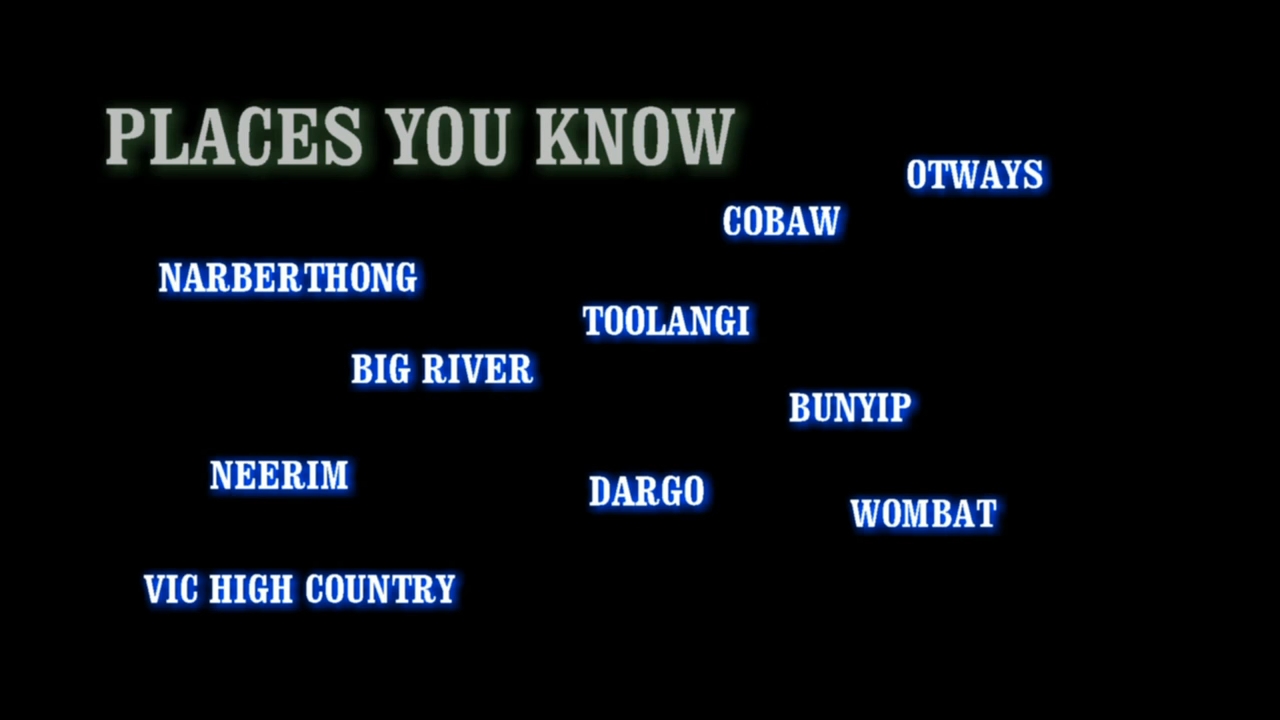 PLACES YOU KNOW
OTWAYS
COBAW
NARBERTHONG
TOOLANGI
BIG RIVER
BUNYIP
NEERIM
DARGO
WOMBAT
VIC HIGH COUNTRY